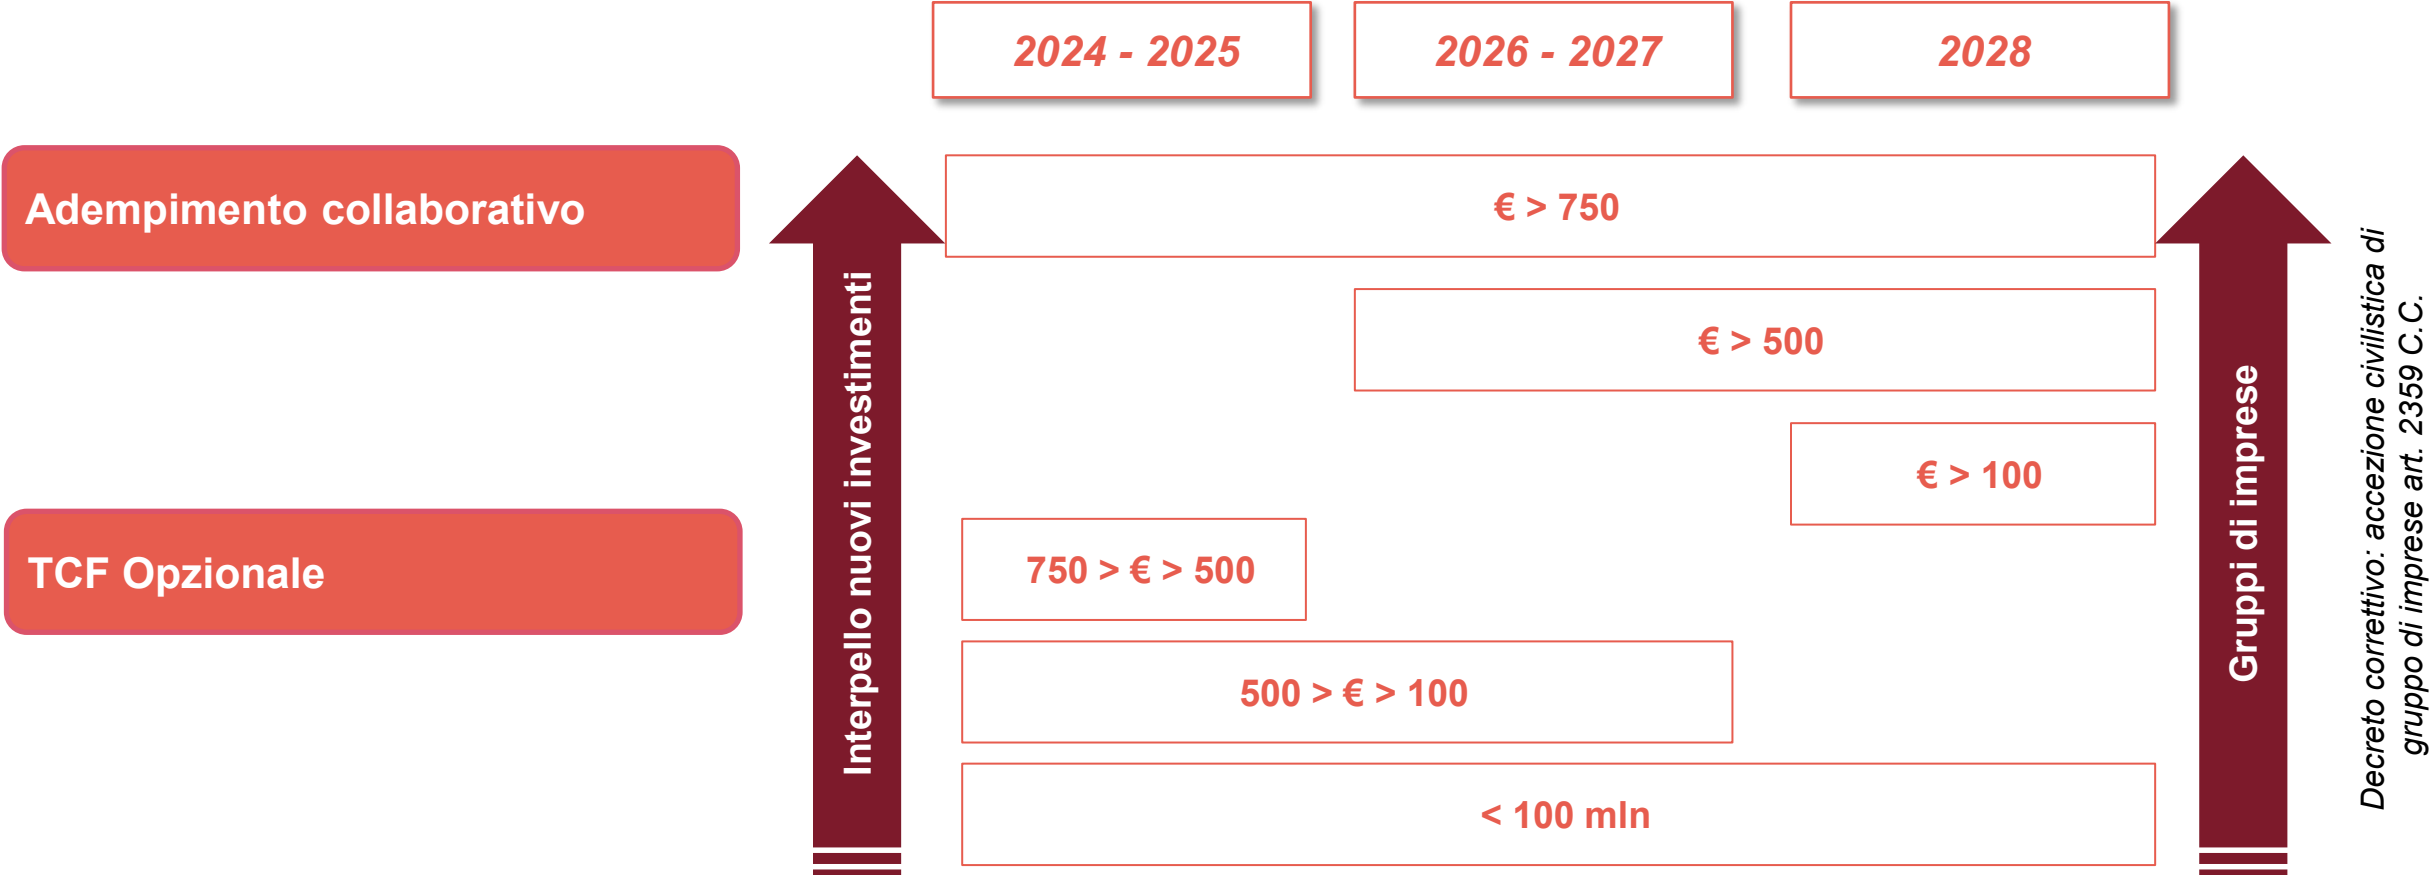 2024 - 2025
2026 - 2027
2028
Adempimento collaborativo
€ > 750
€ > 500
€ > 100
TCF Opzionale
750 > € > 500
500 > € > 100
< 100 mln
Interpello nuovi investimenti
Gruppi di imprese
Decreto correttivo: accezione civilistica di
gruppo di imprese art. 2359 C.C.